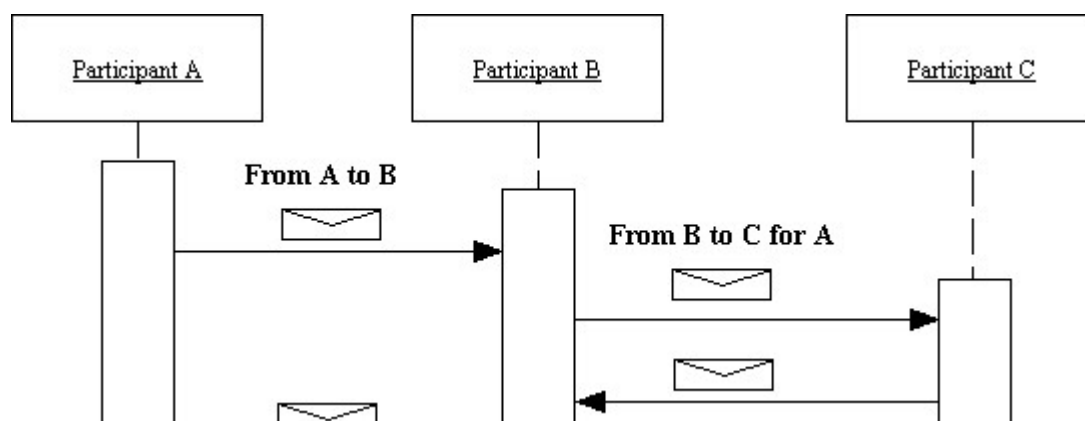 Participant A
Participant B
Participant C
From A to B
From B to C for A